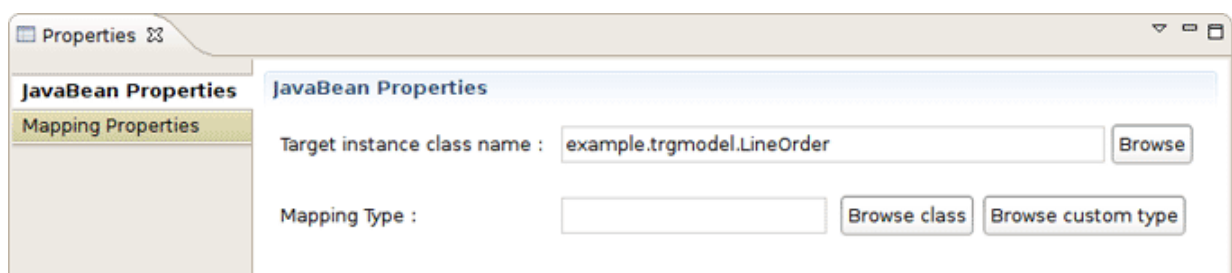 Properties
JavaBean Properties
Mapping Properties
JavaBean Properties
Target instance class name : example.trgmodel.LineOrder Browse
Mapping Type : Browse class Browse custom type